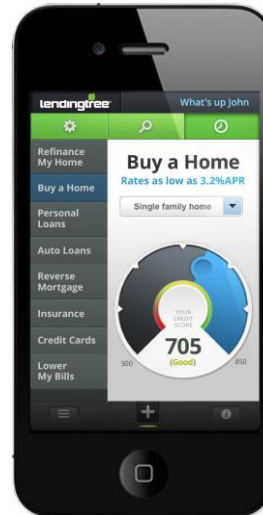 lendingtree
What's up John
Refinance
My Home
Buy a Home
Personal
Loans
Auto Loans
Reverse
Mortgage
Insurance
Credit Cards
Lower
My Bills
Buy a Home
Rates as low as 3.2%APR
Single family home
YOUR
CREDIT
SCORE
705
(Good)
300
850